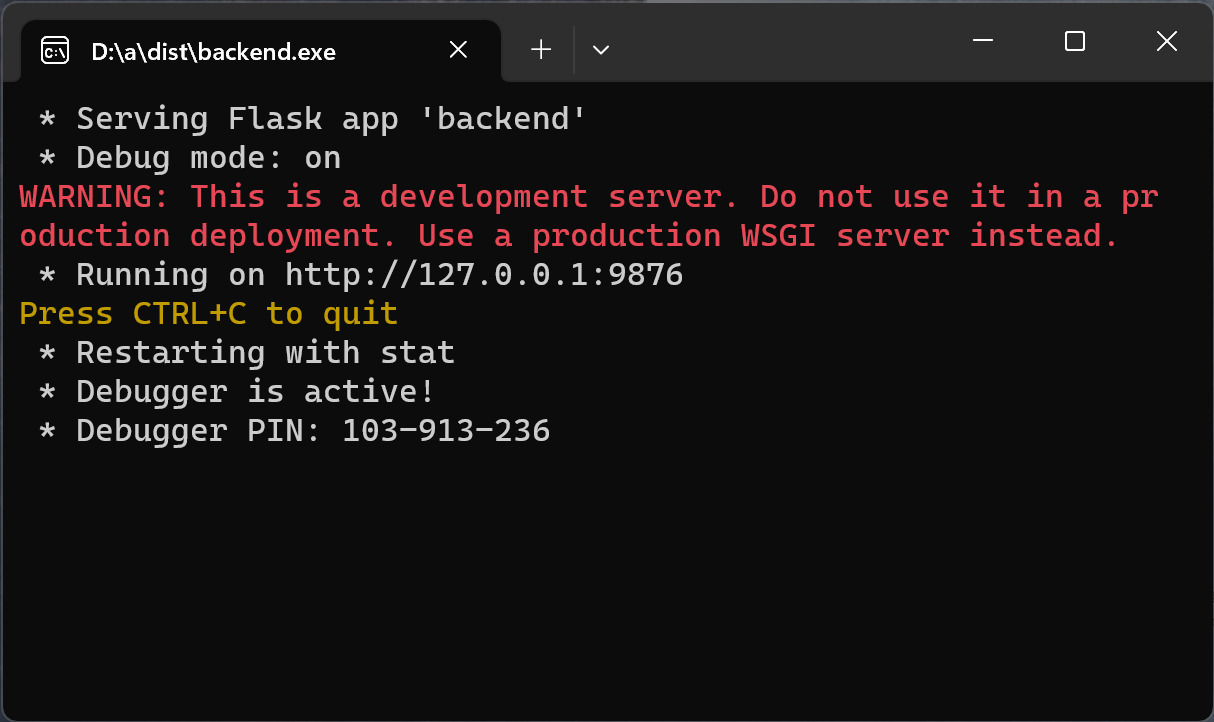 D:\a\dist\backend.exe
 * Serving Flask app 'backend'
 * Debug mode: on
WARNING: This is a development server. Do not use it in a pr
oduction deployment. Use a production WSGI server instead.
 * Running on http://127.0.0.1:9876
Press CTRL+C to quit
 * Restarting with stat
 * Debugger is active!
 * Debugger PIN: 103-913-236